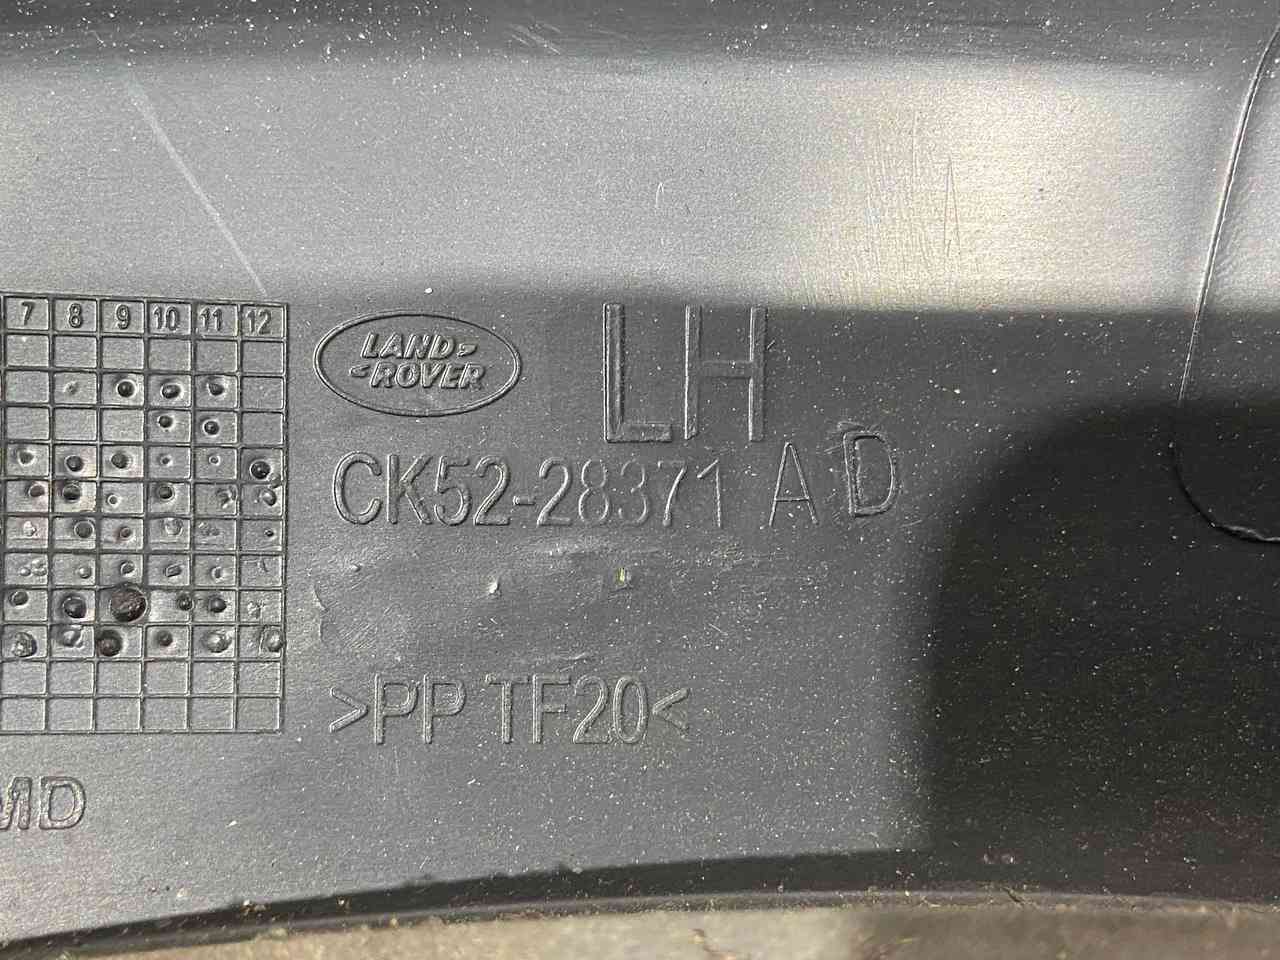 7 8 9 10 11 12
LAND
ROVER
LH
CK52-28371 A D
>PP TF20<
MD